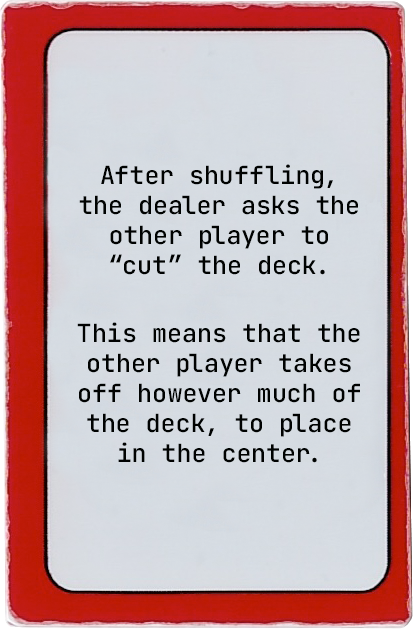 After shuffling,
the dealer asks the
other player to
“cut” the deck.
This means that the
other player takes
off however much of
the deck, to place
in the center.